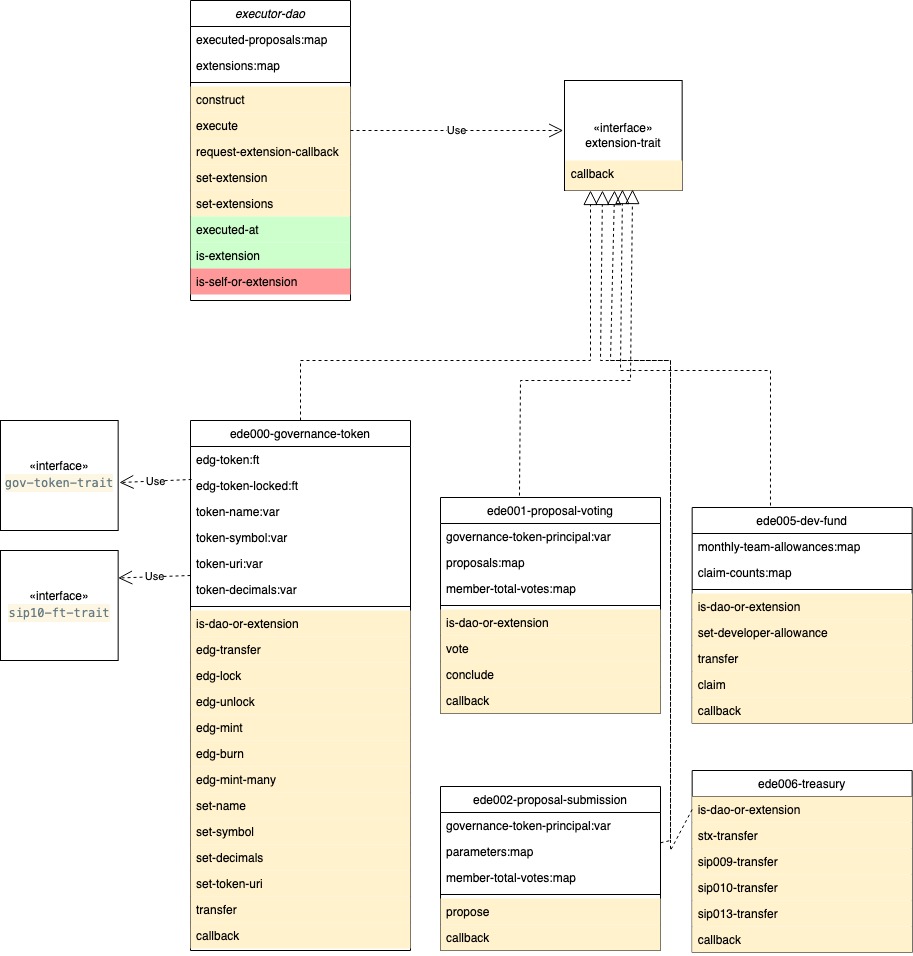 executor-dao
executed-proposals:map
extensions:map
construct
execute
request-extension-callback
set-extension
set-extensions
executed-at
is-extension
is-self-or-extension
Use
«interface»
extension-trait
callback
«interface»
gov-token-trait
Use
«interface»
sip10-ft-trait
Use
ede000-governance-token
edg-token:ft
edg-token-locked:ft
token-name:var
token-symbol:var
token-uri:var
token-decimals:var
is-dao-or-extension
edg-transfer
edg-lock
edg-unlock
edg-mint
edg-burn
edg-mint-many
set-name
set-symbol
set-decimals
set-token-uri
transfer
callback
ede001-proposal-voting
governance-token-principal:var
proposals:map
member-total-votes:map
is-dao-or-extension
vote
conclude
callback
ede005-dev-fund
monthly-team-allowances:map
claim-counts:map
is-dao-or-extension
set-developer-allowance
transfer
claim
callback
ede002-proposal-submission
governance-token-principal:var
parameters:map
member-total-votes:map
propose
callback
ede006-treasury
is-dao-or-extension
stx-transfer
sip009-transfer
sip010-transfer
sip013-transfer
callback